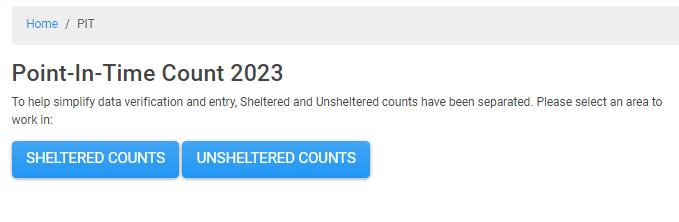 Home / PIT
Point-In-Time Count 2023
To help simplify data verification and entry, Sheltered and Unsheltered counts have been separated. Please select an area to
work in:
SHELTERED COUNTS UNSHELTERED COUNTS